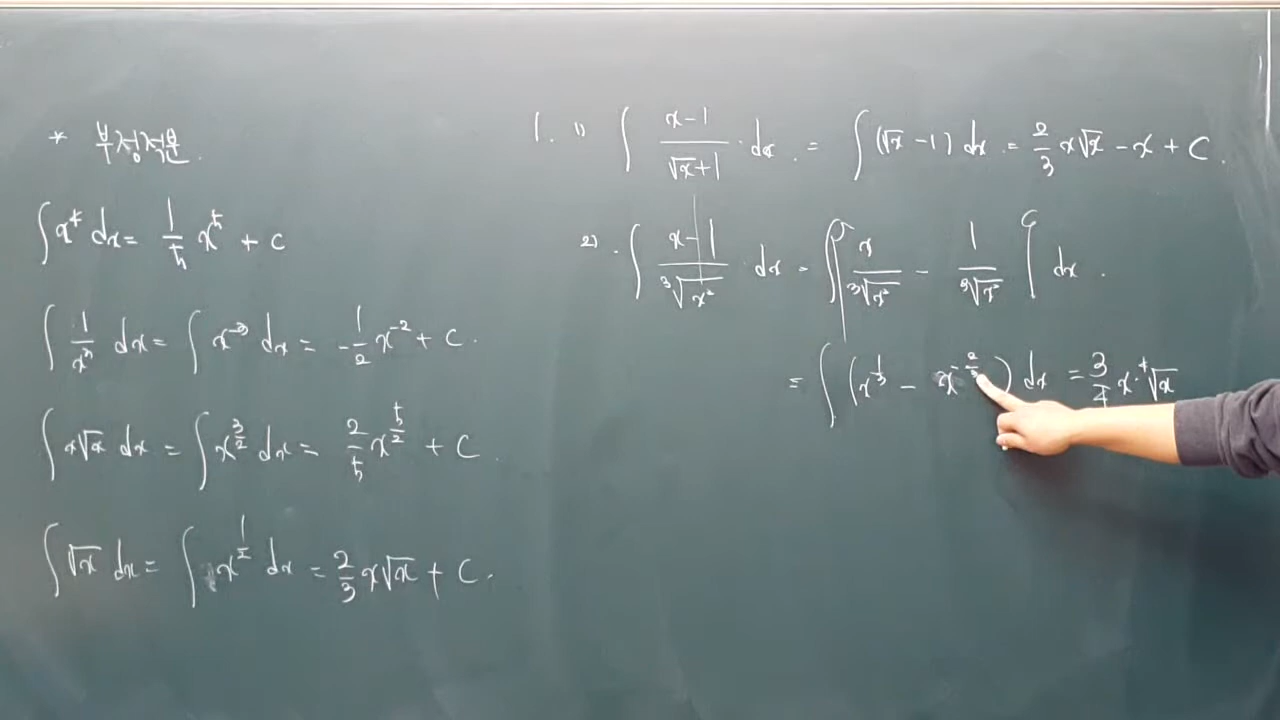 * 부정적분.
∫x⁴ dx = 1/5 x⁵ + C
∫ 1/x³ dx = ∫ x⁻³ dx = -1/2 x⁻² + C.
∫ x√x dx = ∫ x^(3/2) dx = 2/5 x^(5/2) + C.
∫ √x dx = ∫ x^(1/2) dx = 2/3 x√x + C.
1. 1) ∫ (x-1)/(√x+1) · dx. = ∫ (√x - 1) dx = 2/3 x√x - x + C.
2) · ∫ (x-1)/∛x² · dx = ∫[ x/∛x² - 1/∛x² ] dx.
= ∫ (x^(1/3) - x^(-2/3)) dx = 3/4 x·⁴√x